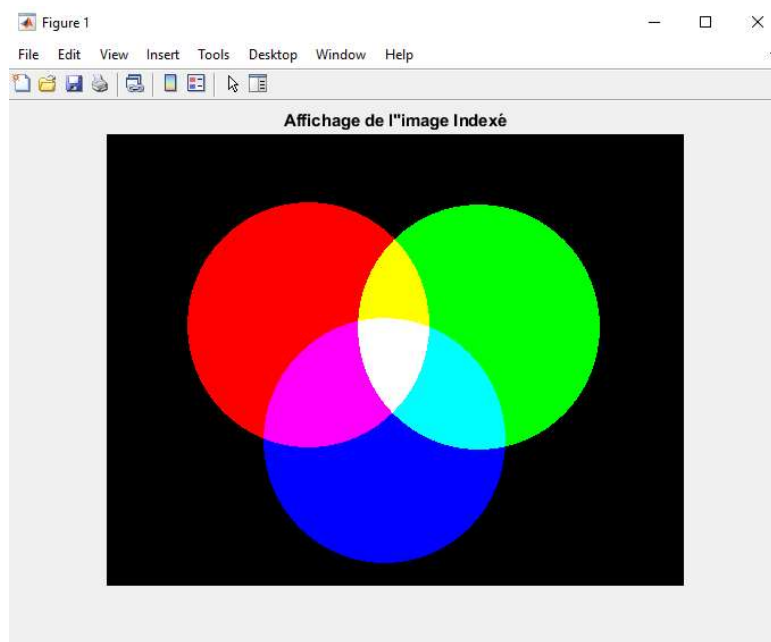 Figure 1
File Edit View Insert Tools Desktop Window Help
Affichage de l"image Indexé